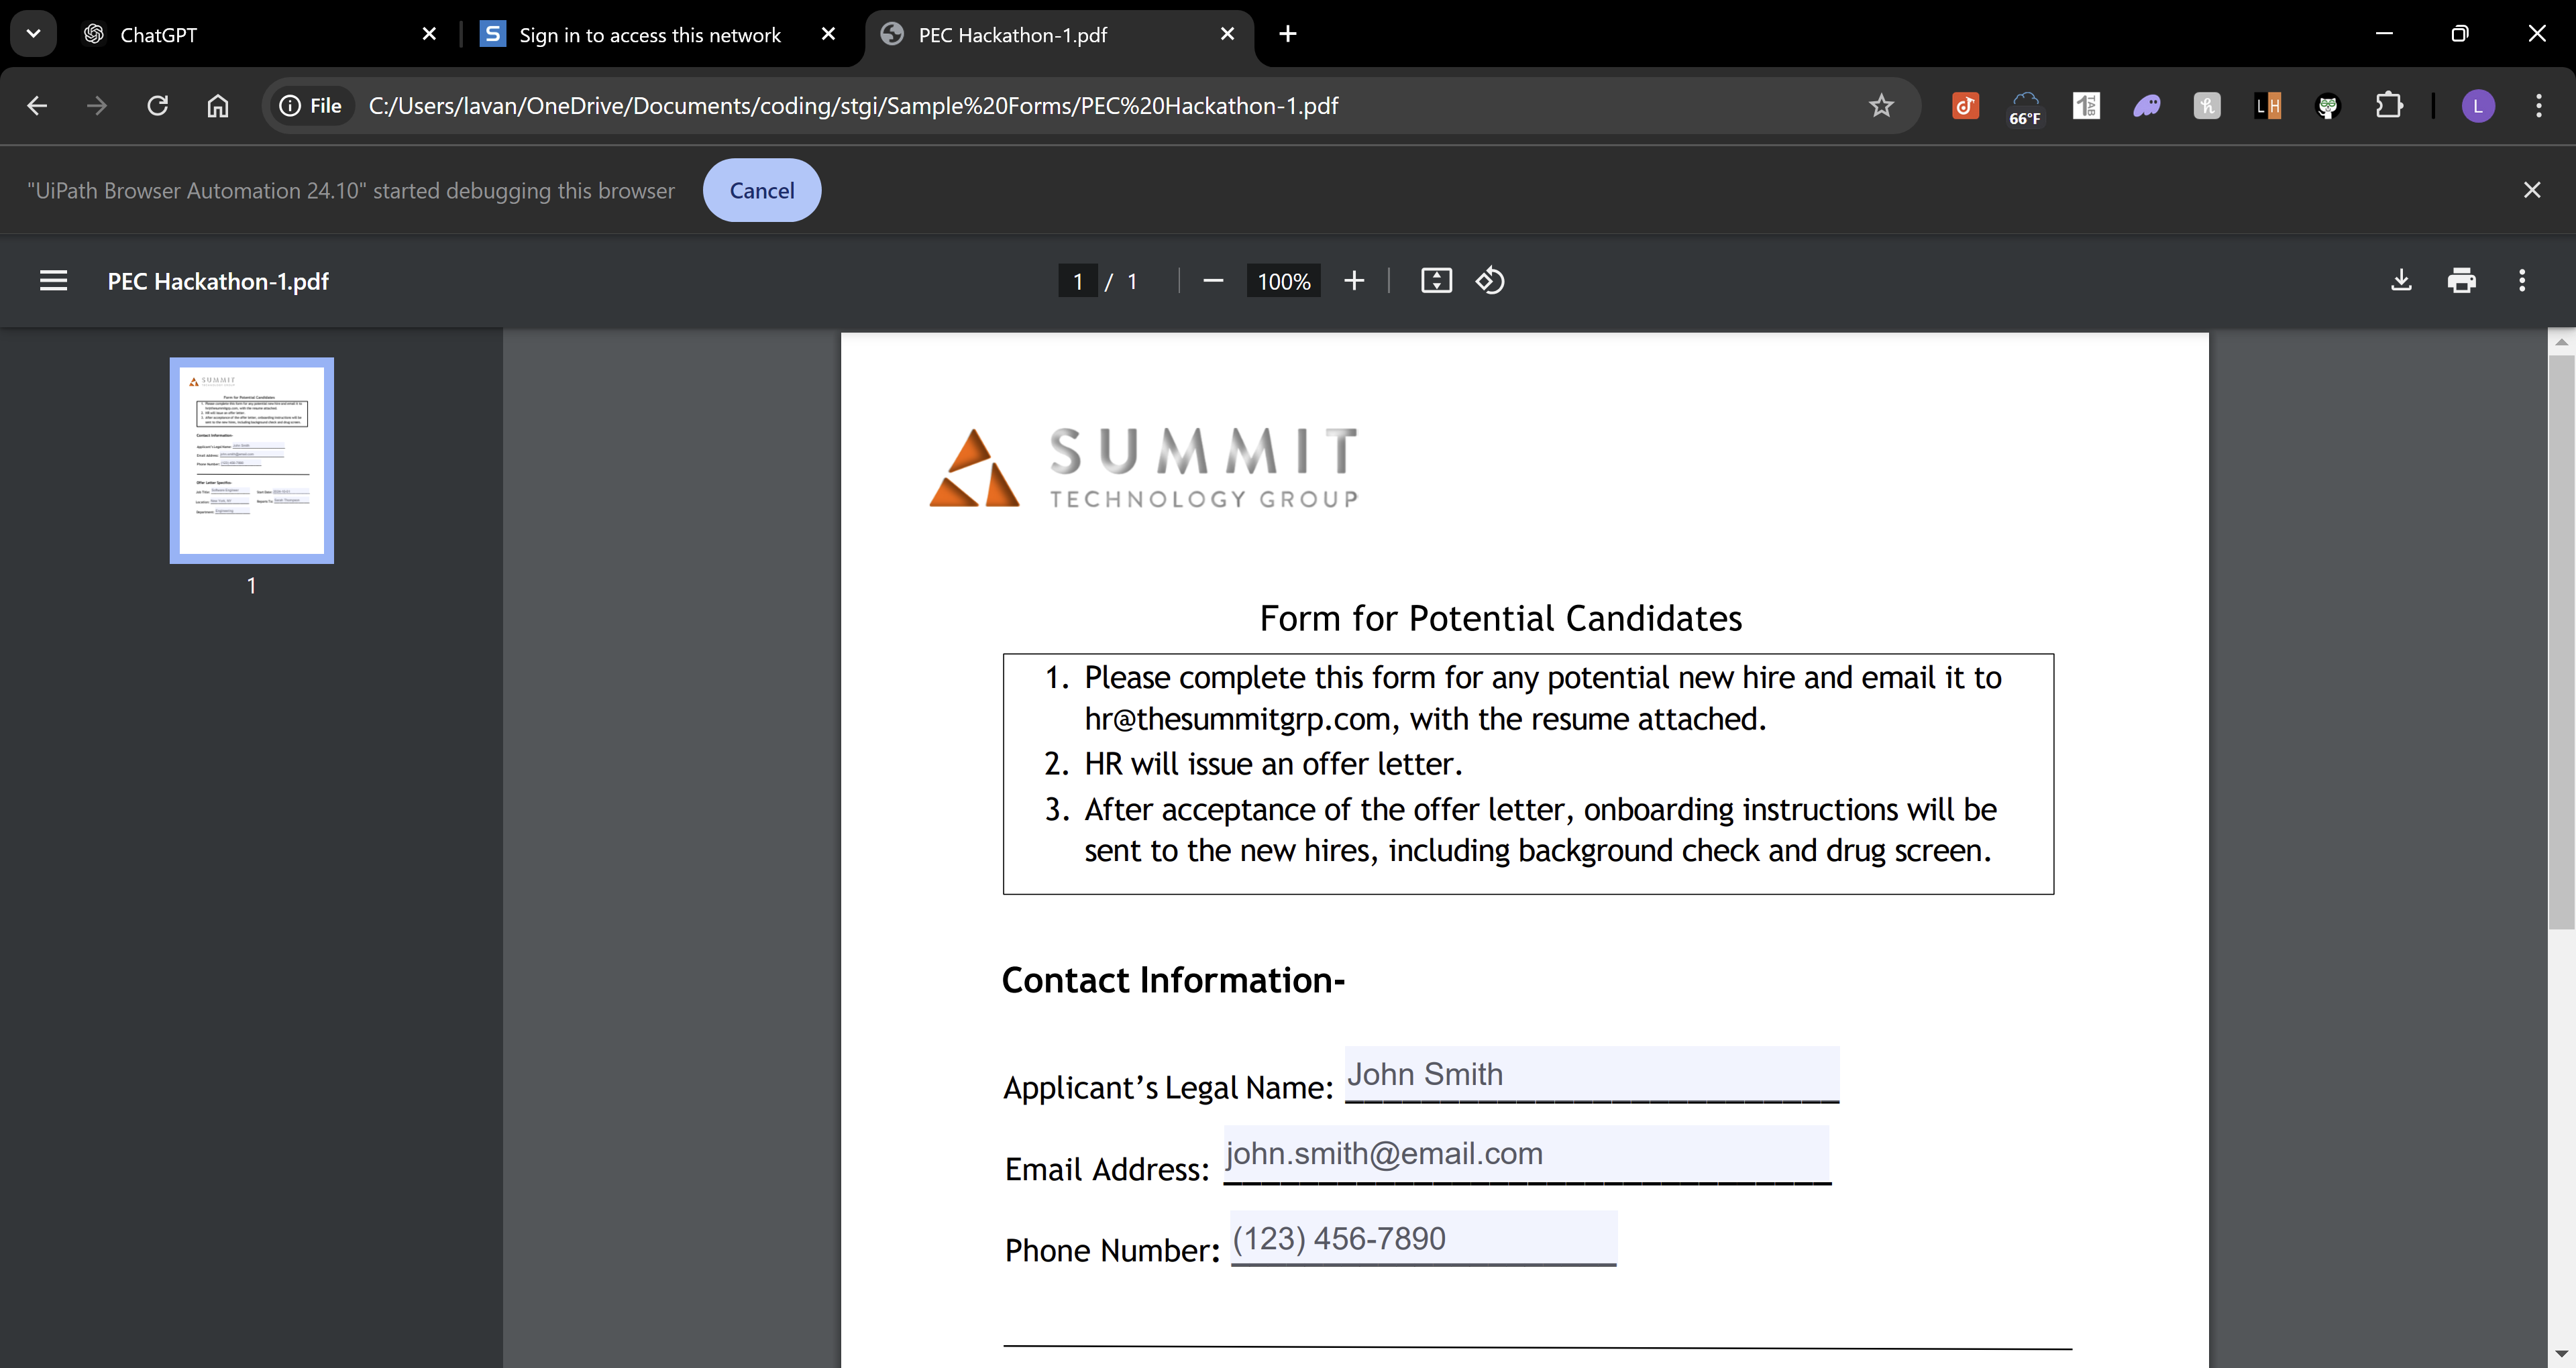 ChatGPT
Sign in to access this network
PEC Hackathon-1.pdf
File
C:/Users/lavan/OneDrive/Documents/coding/stgi/Sample%20Forms/PEC%20Hackathon-1.pdf
66°F
1
TAB
h
L H
L
"UiPath Browser Automation 24.10" started debugging this browser
Cancel
PEC Hackathon-1.pdf
1 / 1
100%
1
SUMMIT
TECHNOLOGY GROUP
Form for Potential Candidates
1. Please complete this form for any potential new hire and email it to
hr@thesummitgrp.com, with the resume attached.
2. HR will issue an offer letter.
3. After acceptance of the offer letter, onboarding instructions will be
sent to the new hires, including background check and drug screen.
Contact Information-
Applicant’s Legal Name: John Smith
Email Address: john.smith@email.com
Phone Number: (123) 456-7890